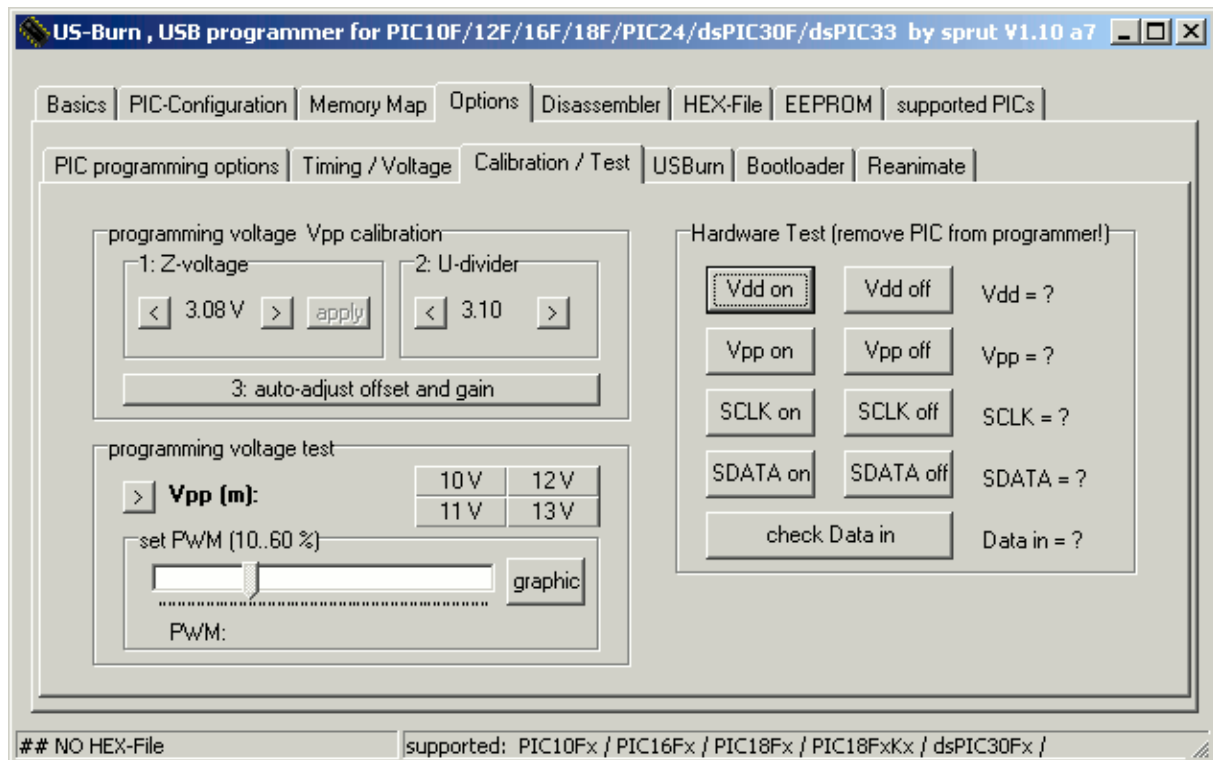 US-Burn , USB programmer for PIC10F/12F/16F/18F/PIC24/dsPIC30F/dsPIC33 by sprut V1.10 a7
Basics PIC-Configuration Memory Map Options Disassembler HEX-File EEPROM supported PICs
PIC programming options Timing / Voltage Calibration / Test USBurn Bootloader Reanimate
programming voltage Vpp calibration
1: Z-voltage
< 3.08 V > apply
2: U-divider
< 3.10 >
3: auto-adjust offset and gain
programming voltage test
> Vpp (m):
10 V 12 V
11 V 13 V
set PWM (10..60 %)
graphic
PWM:
Hardware Test (remove PIC from programmer!)
Vdd on Vdd off Vdd = ?
Vpp on Vpp off Vpp = ?
SCLK on SCLK off SCLK = ?
SDATA on SDATA off SDATA = ?
check Data in Data in = ?
## NO HEX-File supported: PIC10Fx / PIC16Fx / PIC18Fx / PIC18FxKx / dsPIC30Fx /